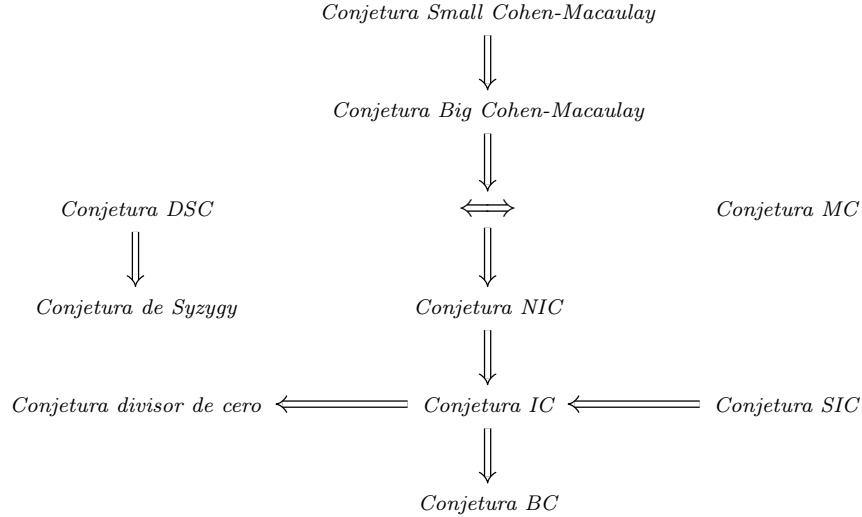 Conjetura Small Cohen-Macaulay
Conjetura Big Cohen-Macaulay
Conjetura DSC
Conjetura MC
Conjetura de Syzygy
Conjetura NIC
Conjetura divisor de cero
Conjetura IC
Conjetura SIC
Conjetura BC